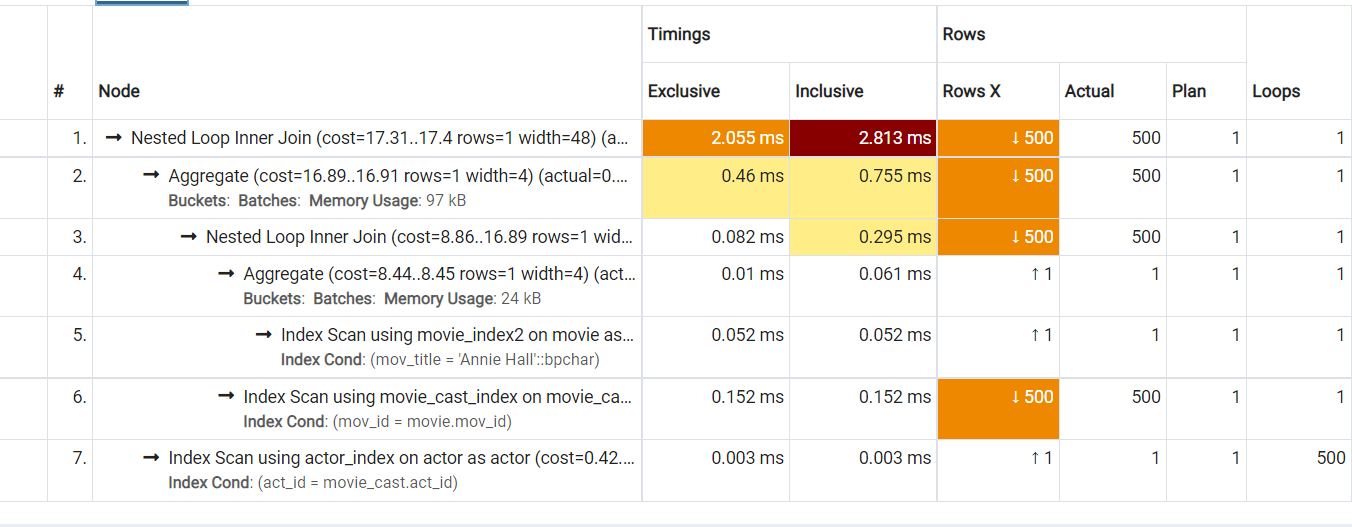 Timings Rows
# Node Exclusive Inclusive Rows X Actual Plan Loops
1. → Nested Loop Inner Join (cost=17.31..17.4 rows=1 width=48) (a... 2.055 ms 2.813 ms ↓ 500 500 1 1
2. → Aggregate (cost=16.89..16.91 rows=1 width=4) (actual=0.... 0.46 ms 0.755 ms ↓ 500 500 1 1
Buckets: Batches: Memory Usage: 97 kB
3. → Nested Loop Inner Join (cost=8.86..16.89 rows=1 wid... 0.082 ms 0.295 ms ↓ 500 500 1 1
4. → Aggregate (cost=8.44..8.45 rows=1 width=4) (act... 0.01 ms 0.061 ms ↑ 1 1 1 1
Buckets: Batches: Memory Usage: 24 kB
5. → Index Scan using movie_index2 on movie as... 0.052 ms 0.052 ms ↑ 1 1 1 1
Index Cond: (mov_title = 'Annie Hall'::bpchar)
6. → Index Scan using movie_cast_index on movie_ca... 0.152 ms 0.152 ms ↓ 500 500 1 1
Index Cond: (mov_id = movie.mov_id)
7. → Index Scan using actor_index on actor as actor (cost=0.42.... 0.003 ms 0.003 ms ↑ 1 1 1 500
Index Cond: (act_id = movie_cast.act_id)